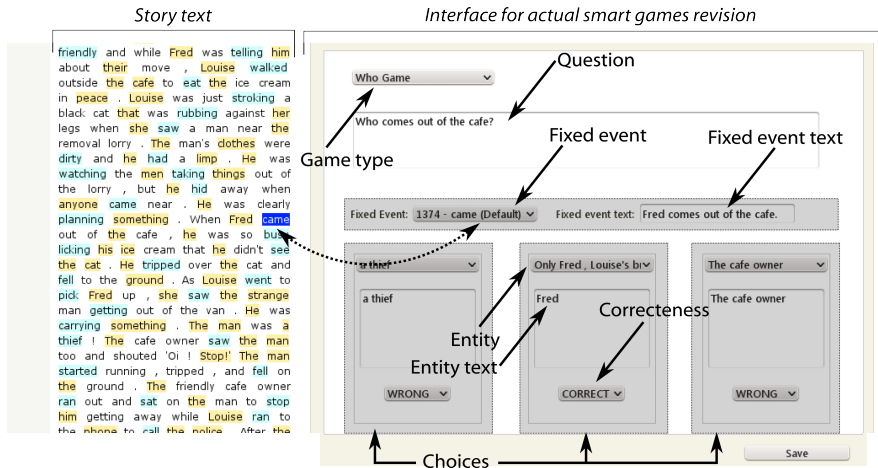 Story text
Interface for actual smart games revision
friendly and while Fred was telling him
about their move , Louise walked
outside the cafe to eat the ice cream
in peace . Louise was just stroking a
black cat that was rubbing against her
legs when she saw a man near the
removal lorry . The man's clothes were
dirty and he had a limp . He was
watching the men taking things out of
the lorry , but he hid away when
anyone came near . He was clearly
planning something . When Fred came
out of the cafe , he was so busy
licking his ice cream that he didn't see
the cat . He tripped over the cat and
fell to the ground . As Louise went to
pick Fred up , she saw the strange
man getting out of the van . He was
carrying something . The man was a
thief ! The cafe owner saw the man
too and shouted 'Oi ! Stop!' The man
started running , tripped , and fell on
the ground . The friendly cafe owner
ran out and sat on the man to stop
him getting away while Louise ran to
the phone to call the police . After the
Who Game
Question
Who comes out of the cafe?
Game type
Fixed event
Fixed event text
Fixed Event: 1374 - came (Default) Fixed event text: Fred comes out of the cafe.
a thief
Only Fred , Louise's br
The cafe owner
a thief
Fred
The cafe owner
Correcteness
Entity
Entity text
WRONG
CORRECT
WRONG
Choices
Save